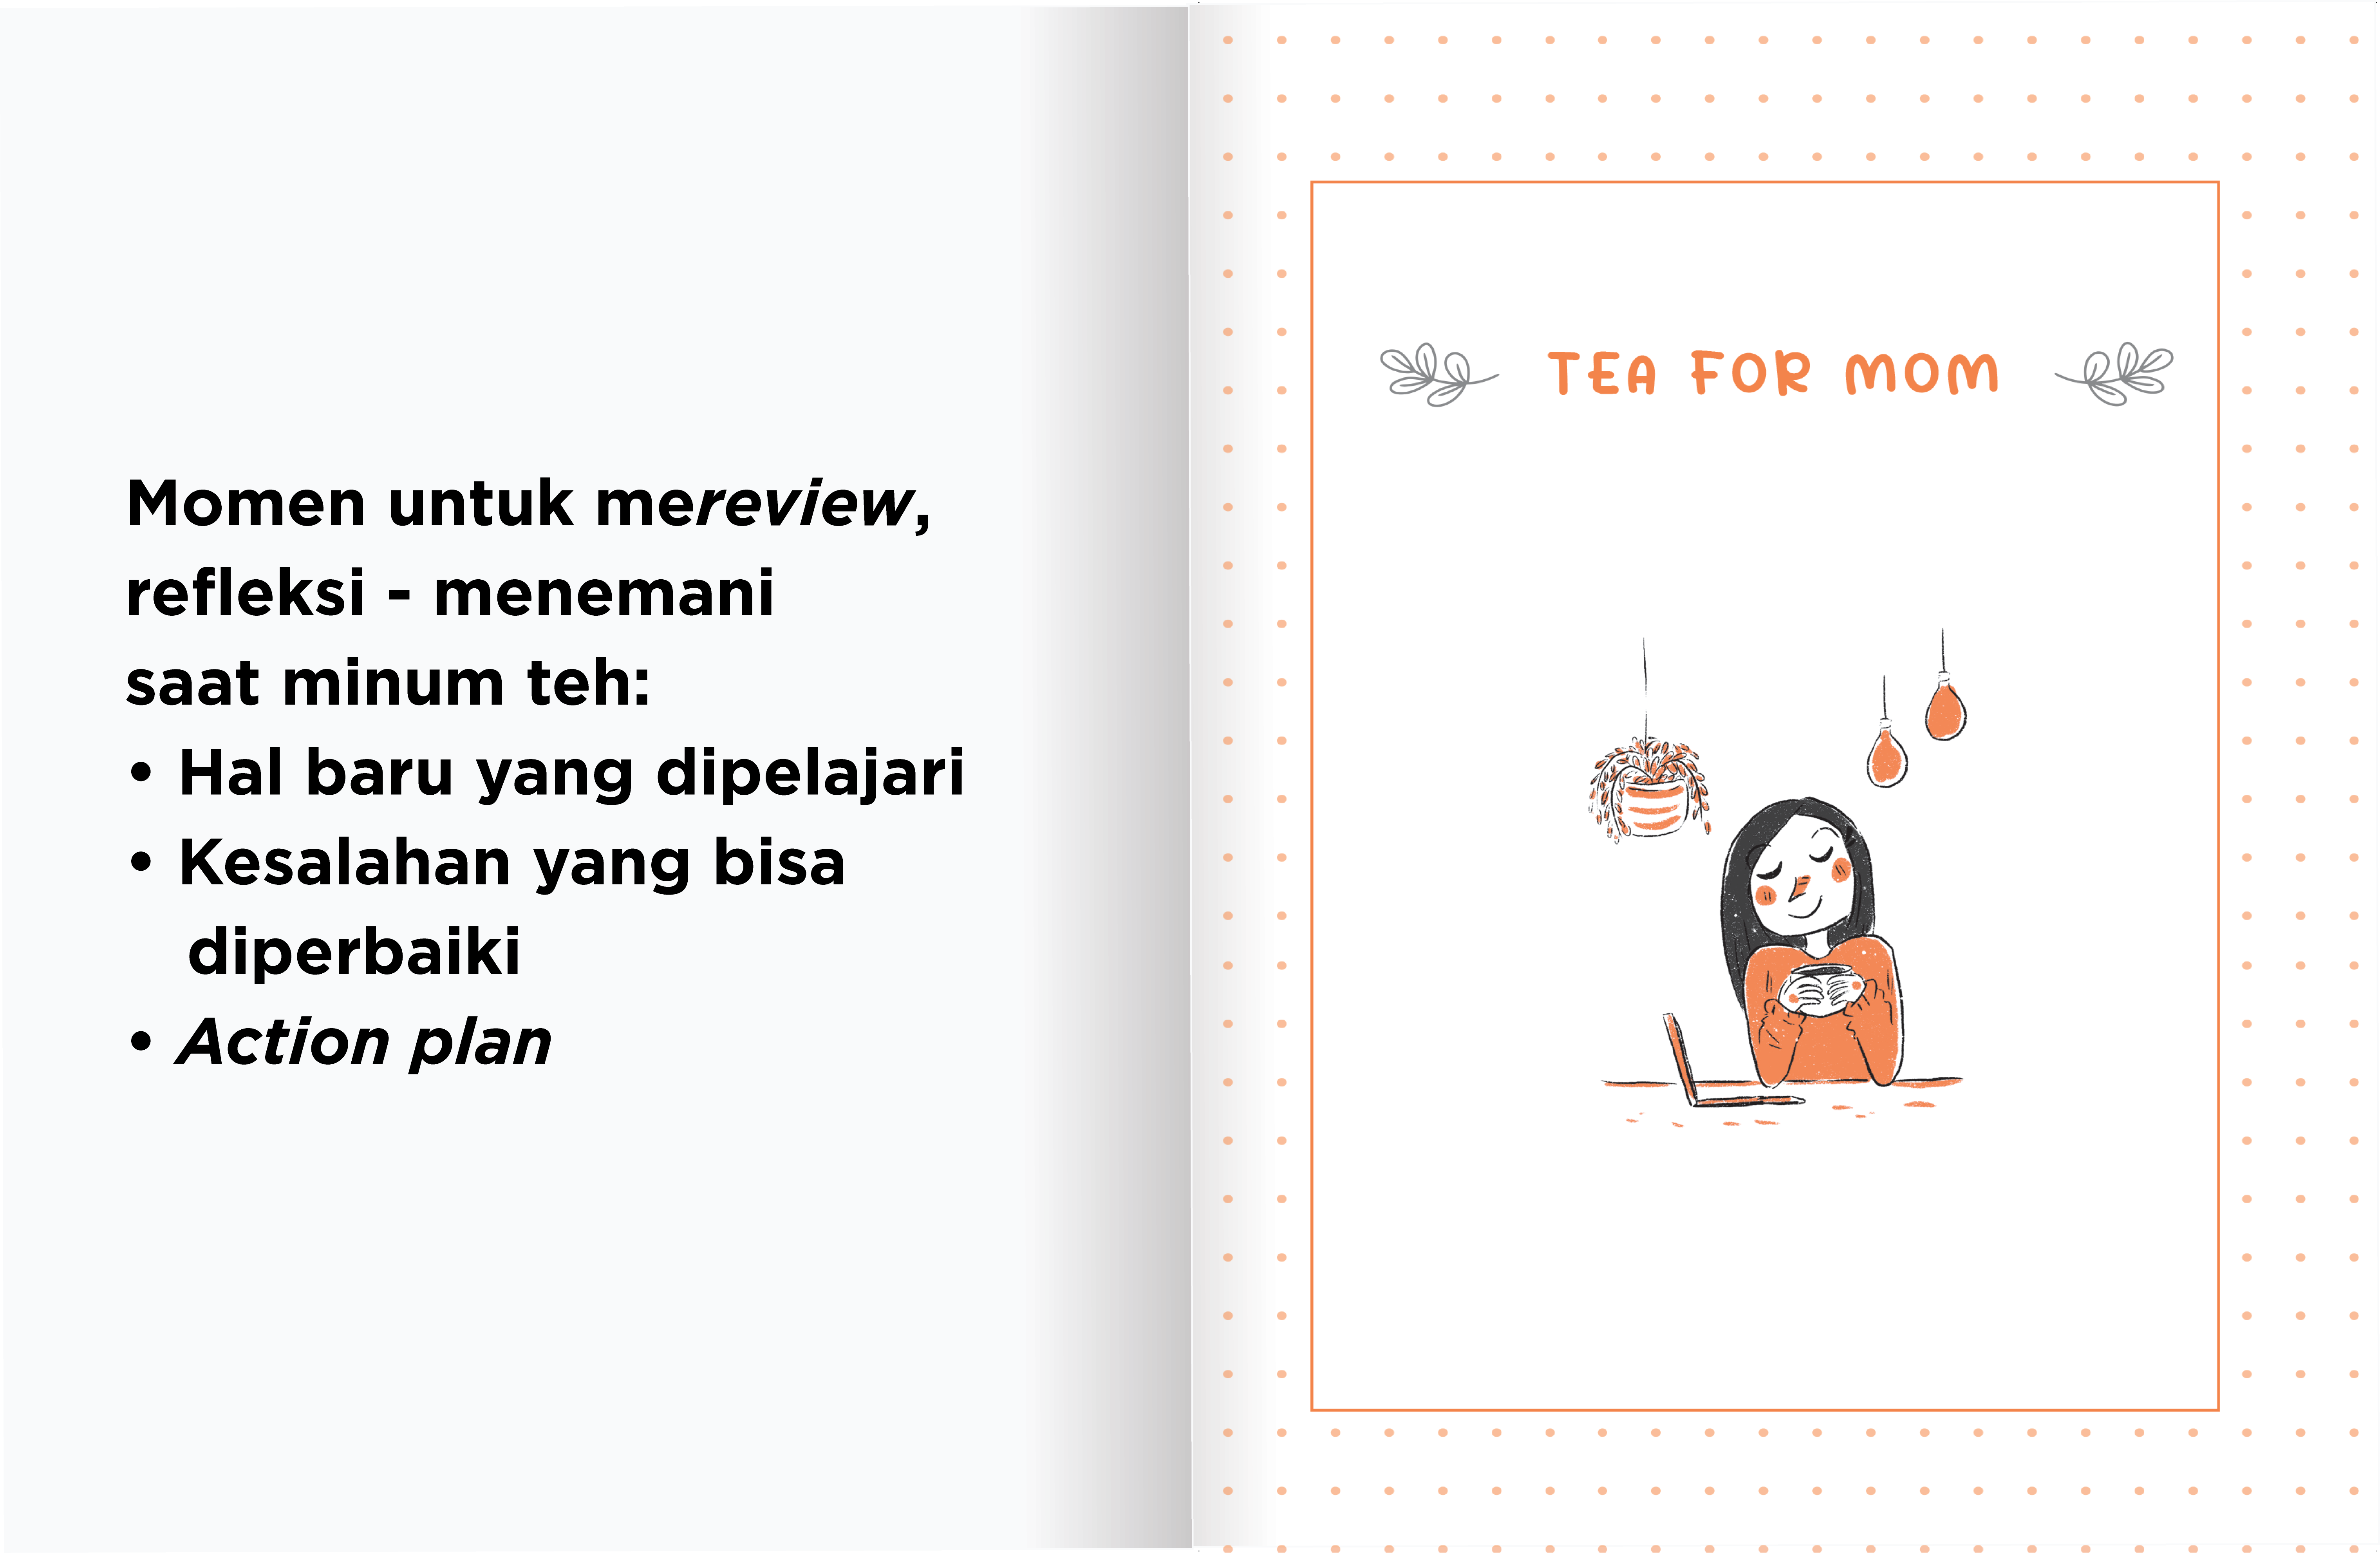 Momen untuk mereview,
refleksi - menemani
saat minum teh:
• Hal baru yang dipelajari
• Kesalahan yang bisa
diperbaiki
• Action plan
TEA FOR MOM